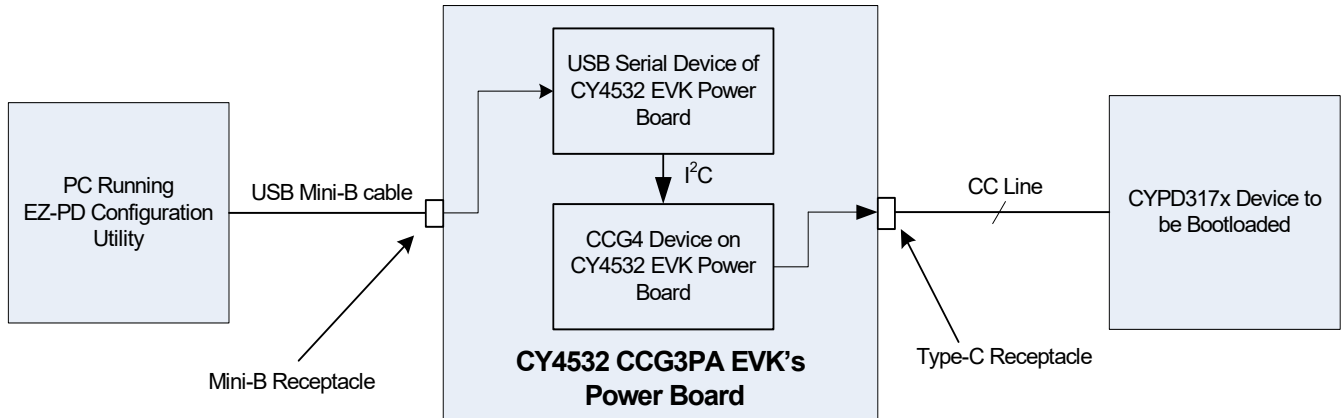 PC Running
EZ-PD Configuration
Utility
USB Mini-B cable
Mini-B Receptacle
USB Serial Device of
CY4532 EVK Power
Board
I²C
CCG4 Device on
CY4532 EVK Power
Board
CY4532 CCG3PA EVK's
Power Board
CC Line
Type-C Receptacle
CYPD317x Device to
be Bootloaded